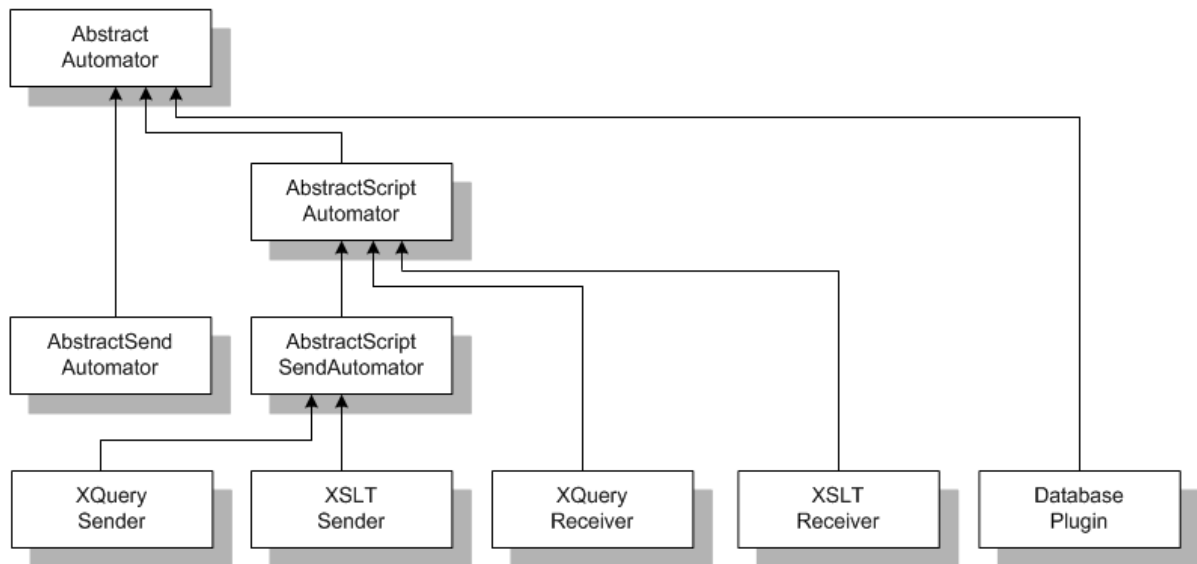 Abstract
Automator
AbstractScript
Automator
AbstractSend
Automator
AbstractScript
SendAutomator
XQuery
Sender
XSLT
Sender
XQuery
Receiver
XSLT
Receiver
Database
Plugin